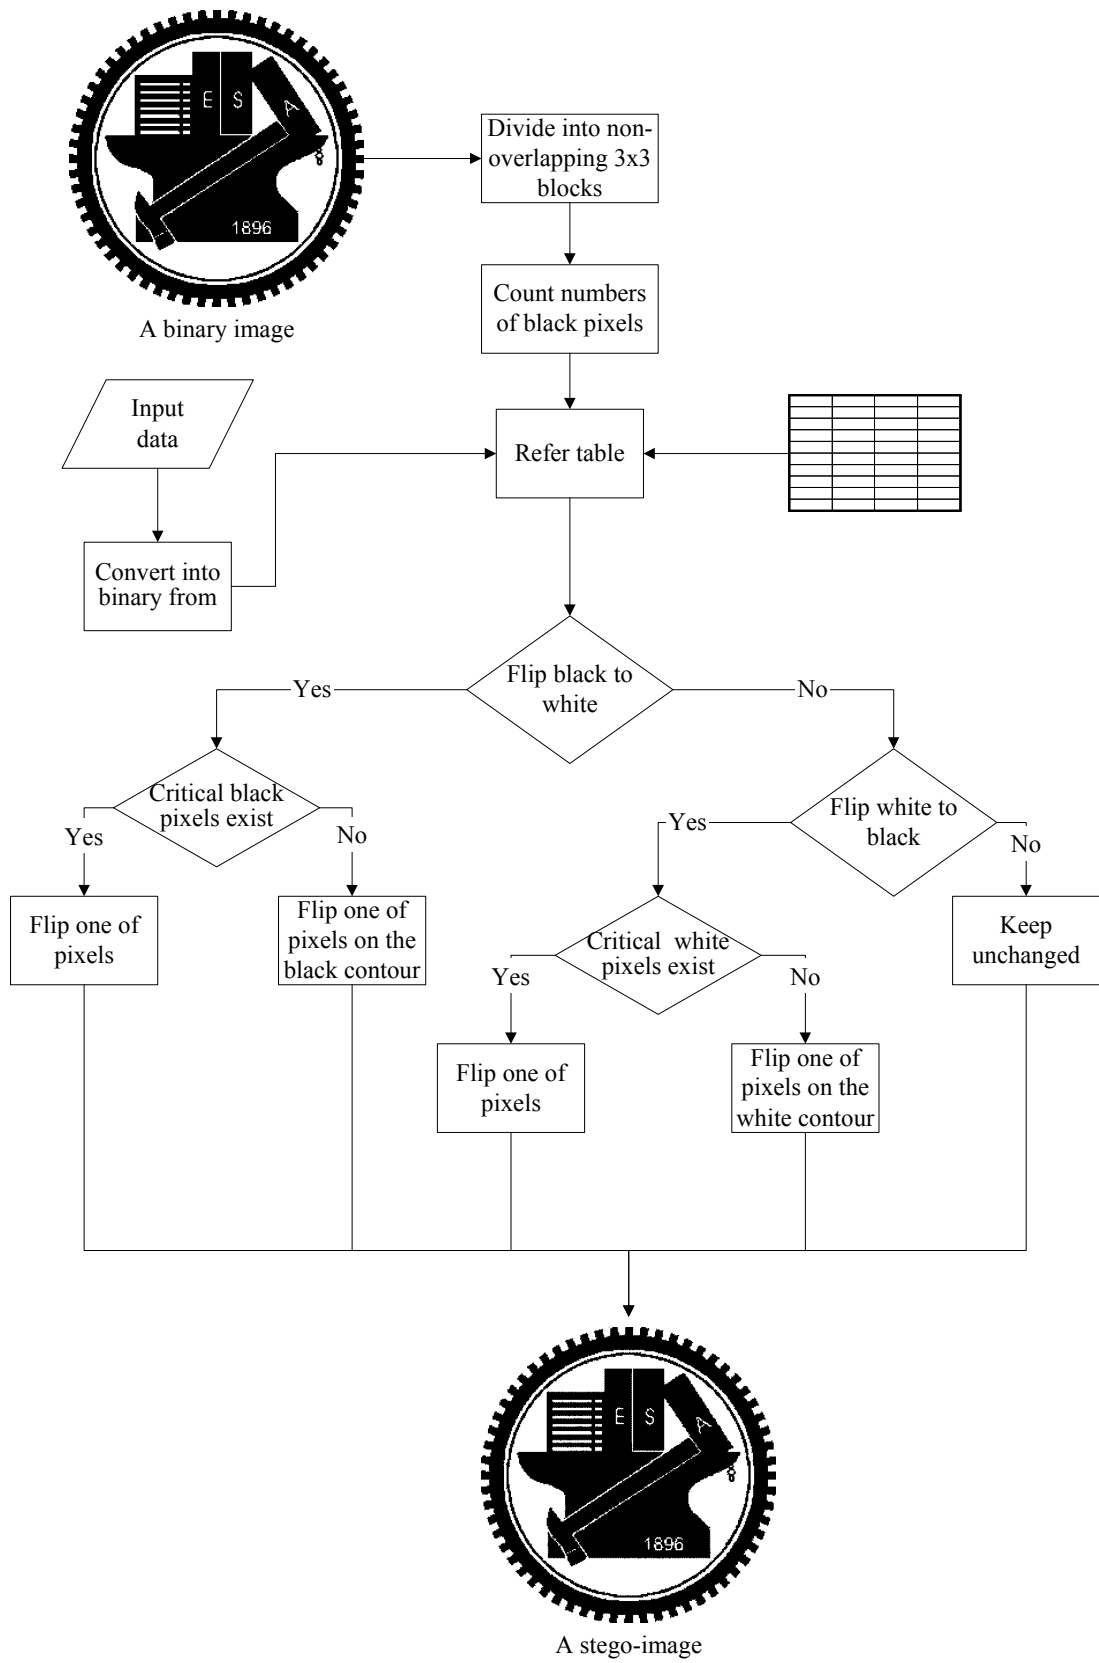 E S A
1896
A binary image
Divide into non-
overlapping 3x3
blocks
Count numbers
of black pixels
Input
data
Refer table
Convert into
binary from
Flip black to
white
Yes
No
Critical black
pixels exist
Flip white to
black
Yes
No
Yes
No
Flip one of
pixels
Flip one of
pixels on the
black contour
Critical white
pixels exist
Keep
unchanged
Yes
No
Flip one of
pixels
Flip one of
pixels on the
white contour
E S A
1896
A stego-image